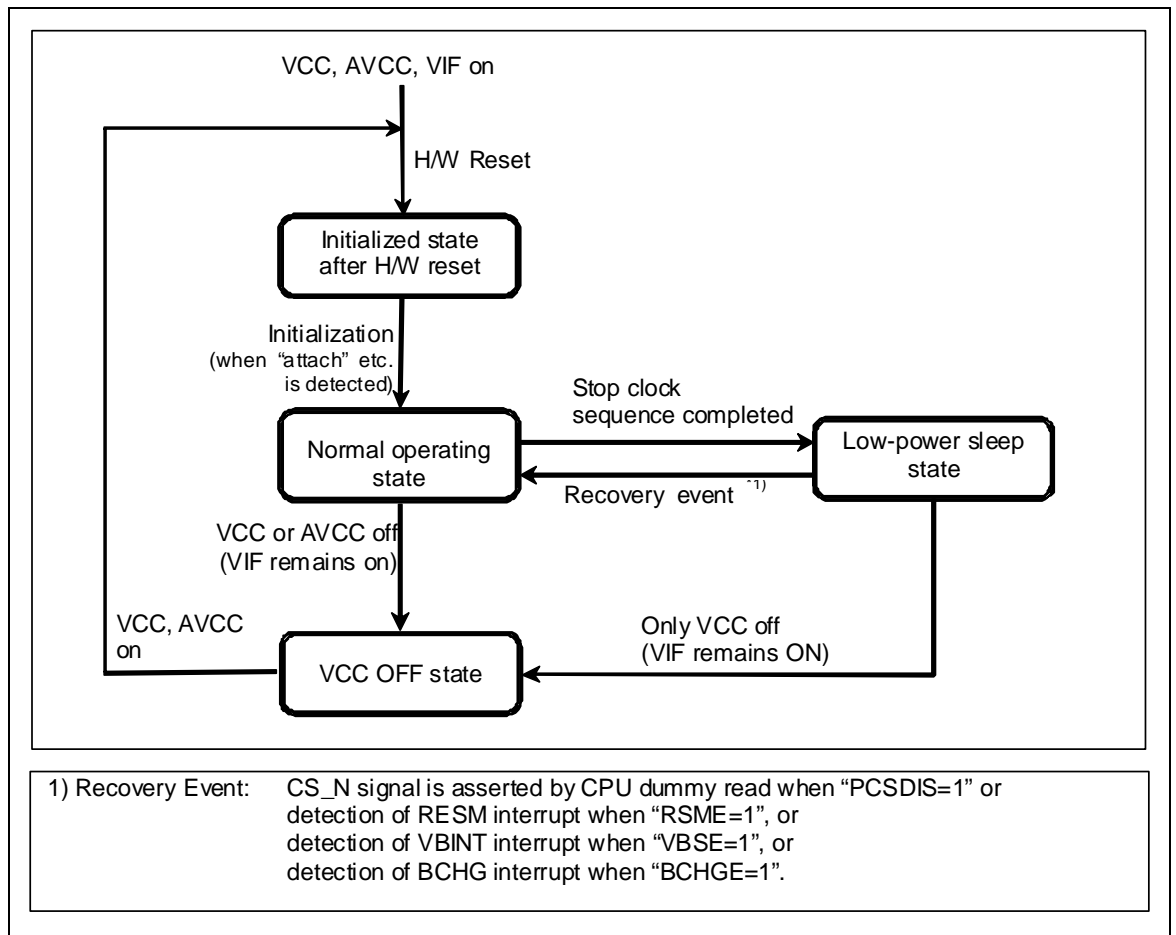 VCC, AVCC, VIF on
H/W Reset
Initialized state
after H/W reset
Initialization
(when “attach” etc.
is detected)
Stop clock
sequence completed
Normal operating
state
Low-power sleep
state
Recovery event *1)
VCC or AVCC off
(VIF remains on)
VCC, AVCC
on
Only VCC off
(VIF remains ON)
VCC OFF state
1) Recovery Event: CS_N signal is asserted by CPU dummy read when “PCSDIS=1” or
detection of RESM interrupt when “RSME=1”, or
detection of VBINT interrupt when “VBSE=1”, or
detection of BCHG interrupt when “BCHGE=1”.